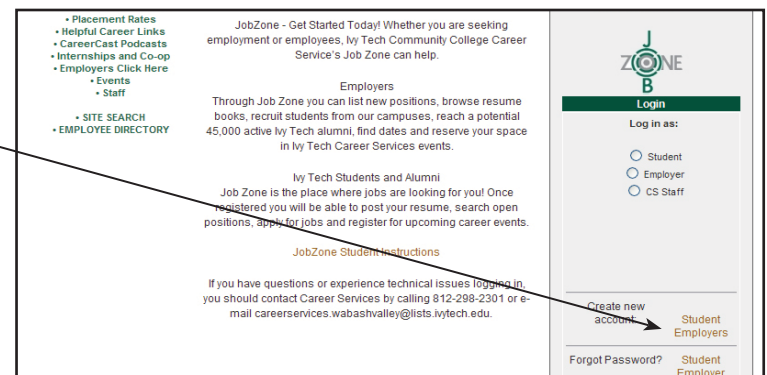 • Placement Rates
• Helpful Career Links
• CareerCast Podcasts
• Internships and Co-op
• Employers Click Here
• Events
• Staff
• SITE SEARCH
• EMPLOYEE DIRECTORY
JobZone - Get Started Today! Whether you are seeking
employment or employees, Ivy Tech Community College Career
Service's Job Zone can help.
Employers
Through Job Zone you can list new positions, browse resume
books, recruit students from our campuses, reach a potential
45,000 active Ivy Tech alumni, find dates and reserve your space
in Ivy Tech Career Services events.
Ivy Tech Students and Alumni
Job Zone is the place where jobs are looking for you! Once
registered you will be able to post your resume, search open
positions, apply for jobs and register for upcoming career events.
JobZone Student Instructions
If you have questions or experience technical issues logging in,
you should contact Career Services by calling 812-298-2301 or e-
mail careerservices.wabashvalley@lists.ivytech.edu.
J
ZONE
B
Login
Log in as:
Student
Employer
CS Staff
Create new
account: Student
Employers
Forgot Password? Student
Employer